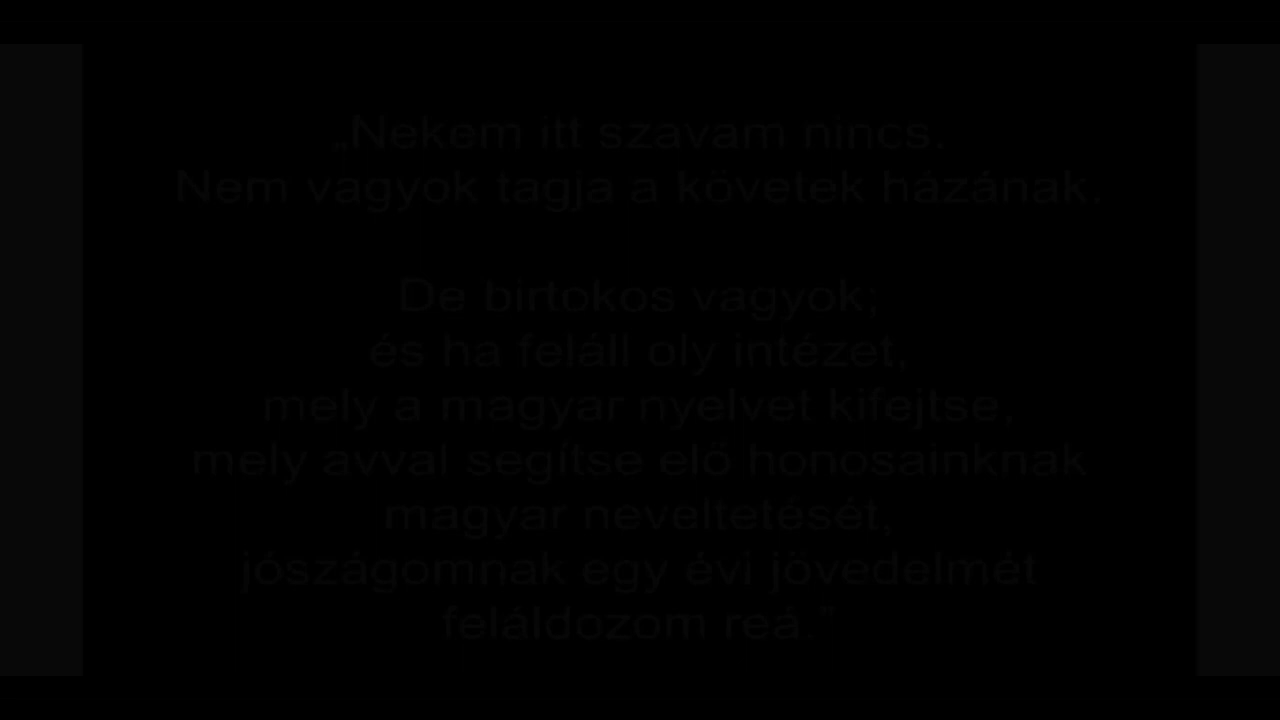 „Nekem itt szavam nincs.
Nem vagyok tagja a követek házának.
De birtokos vagyok;
és ha feláll oly intézet,
mely a magyar nyelvet kifejtse,
mely avval segítse elő honosainknak
magyar neveltetését,
jószágomnak egy évi jövedelmét
feláldozom reá.”